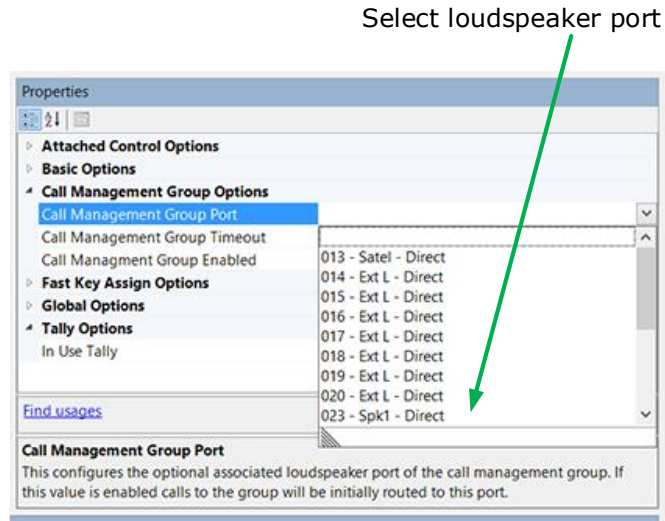 Select loudspeaker port
Properties
Attached Control Options
Basic Options
Call Management Group Options
Call Management Group Port
Call Management Group Timeout
Call Managment Group Enabled
Fast Key Assign Options
Global Options
Tally Options
In Use Tally
013 - Satel - Direct
014 - Ext L - Direct
015 - Ext L - Direct
016 - Ext L - Direct
017 - Ext L - Direct
018 - Ext L - Direct
019 - Ext L - Direct
020 - Ext L - Direct
023 - Spk1 - Direct
Find usages
Call Management Group Port
This configures the optional associated loudspeaker port of the call management group. If
this value is enabled calls to the group will be initially routed to this port.